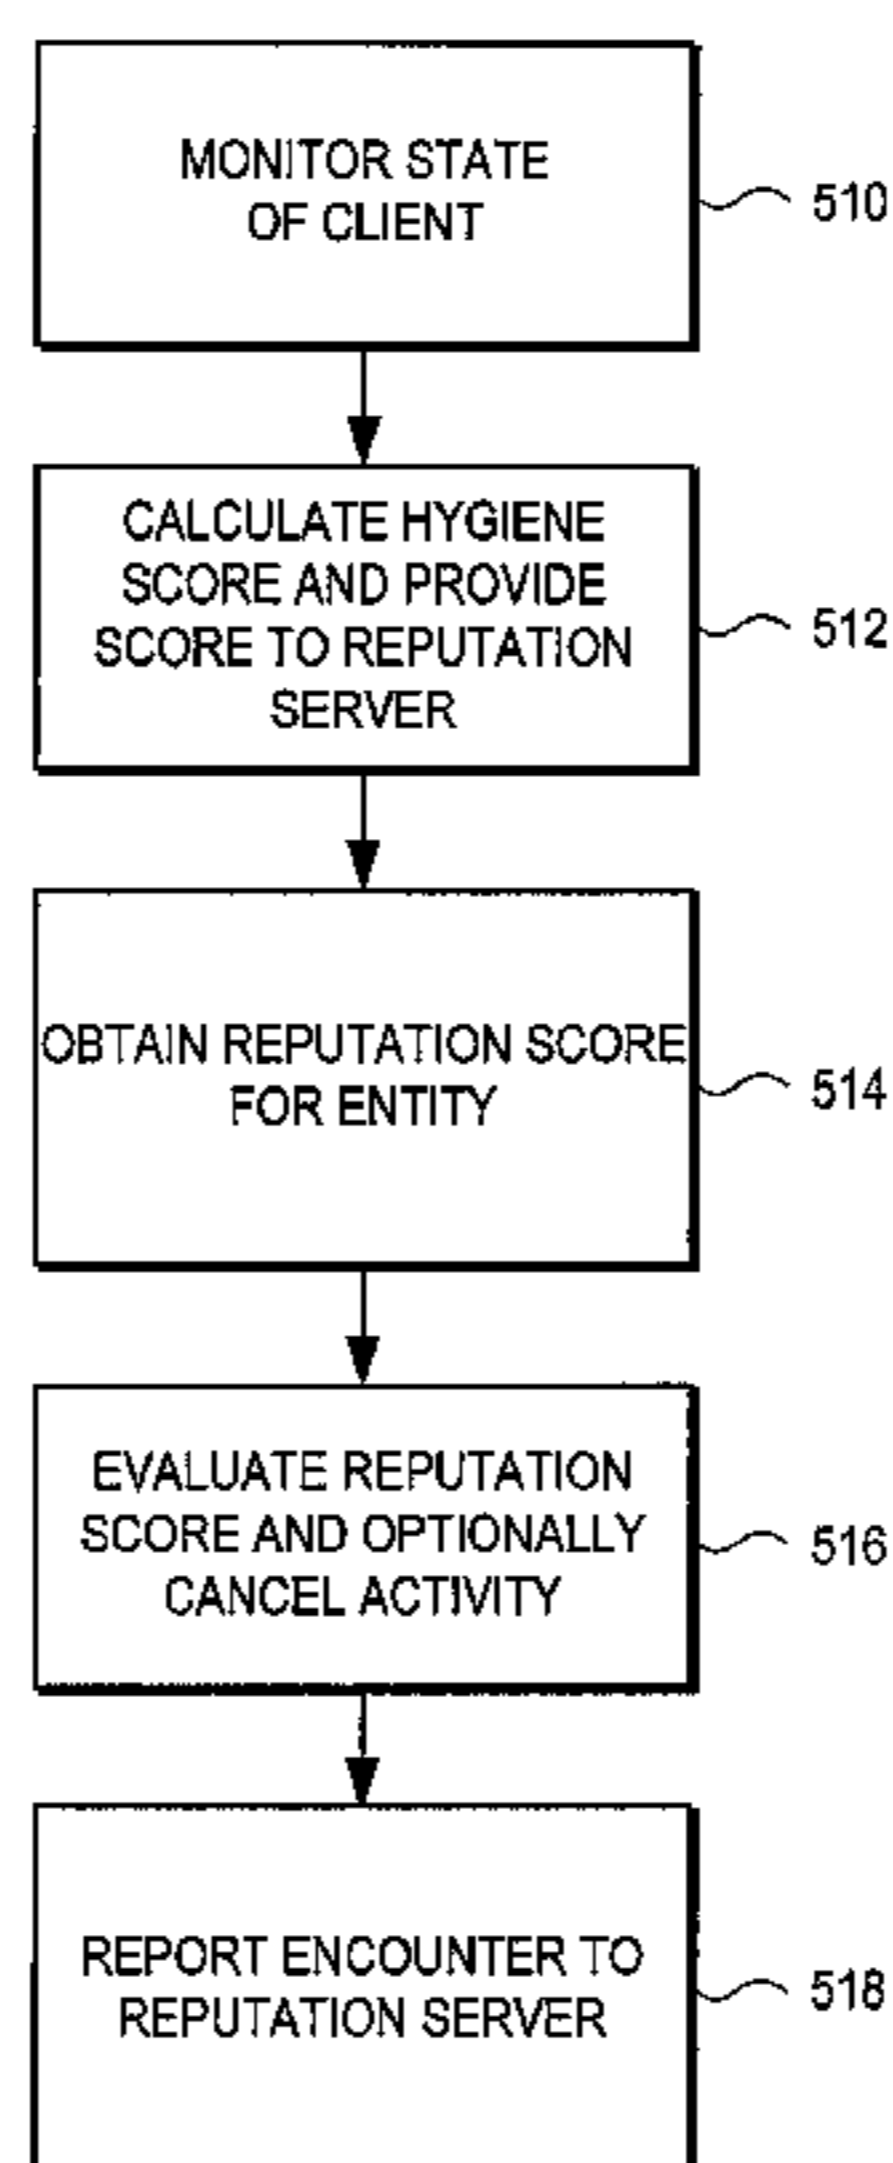 MONITOR STATE
OF CLIENT
510
CALCULATE HYGIENE
SCORE AND PROVIDE
SCORE TO REPUTATION
SERVER
512
OBTAIN REPUTATION SCORE
FOR ENTITY
514
EVALUATE REPUTATION
SCORE AND OPTIONALLY
CANCEL ACTIVITY
516
REPORT ENCOUNTER TO
REPUTATION SERVER
518